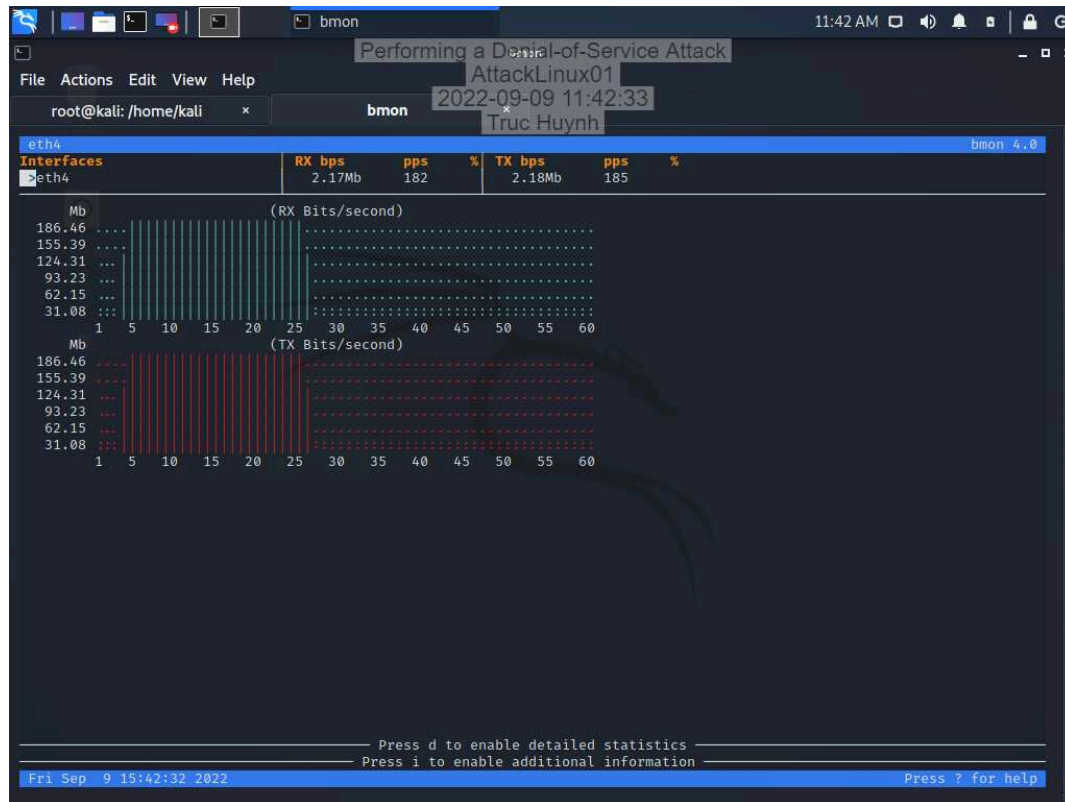 bmon
11:42 AM
Performing a Denial-of-Service Attack
AttackLinux01
2022-09-09 11:42:33
Truc Huynh
File Actions Edit View Help
root@kali: /home/kali × bmon ×
eth4 bmon 4.0
Interfaces RX bps pps % TX bps pps %
>eth4 2.17Mb 182 2.18Mb 185
Mb (RX Bits/second)
186.46
155.39
124.31
93.23
62.15
31.08
1 5 10 15 20 25 30 35 40 45 50 55 60
Mb (TX Bits/second)
186.46
155.39
124.31
93.23
62.15
31.08
1 5 10 15 20 25 30 35 40 45 50 55 60
Press d to enable detailed statistics
Press i to enable additional information
Fri Sep 9 15:42:32 2022 Press ? for help